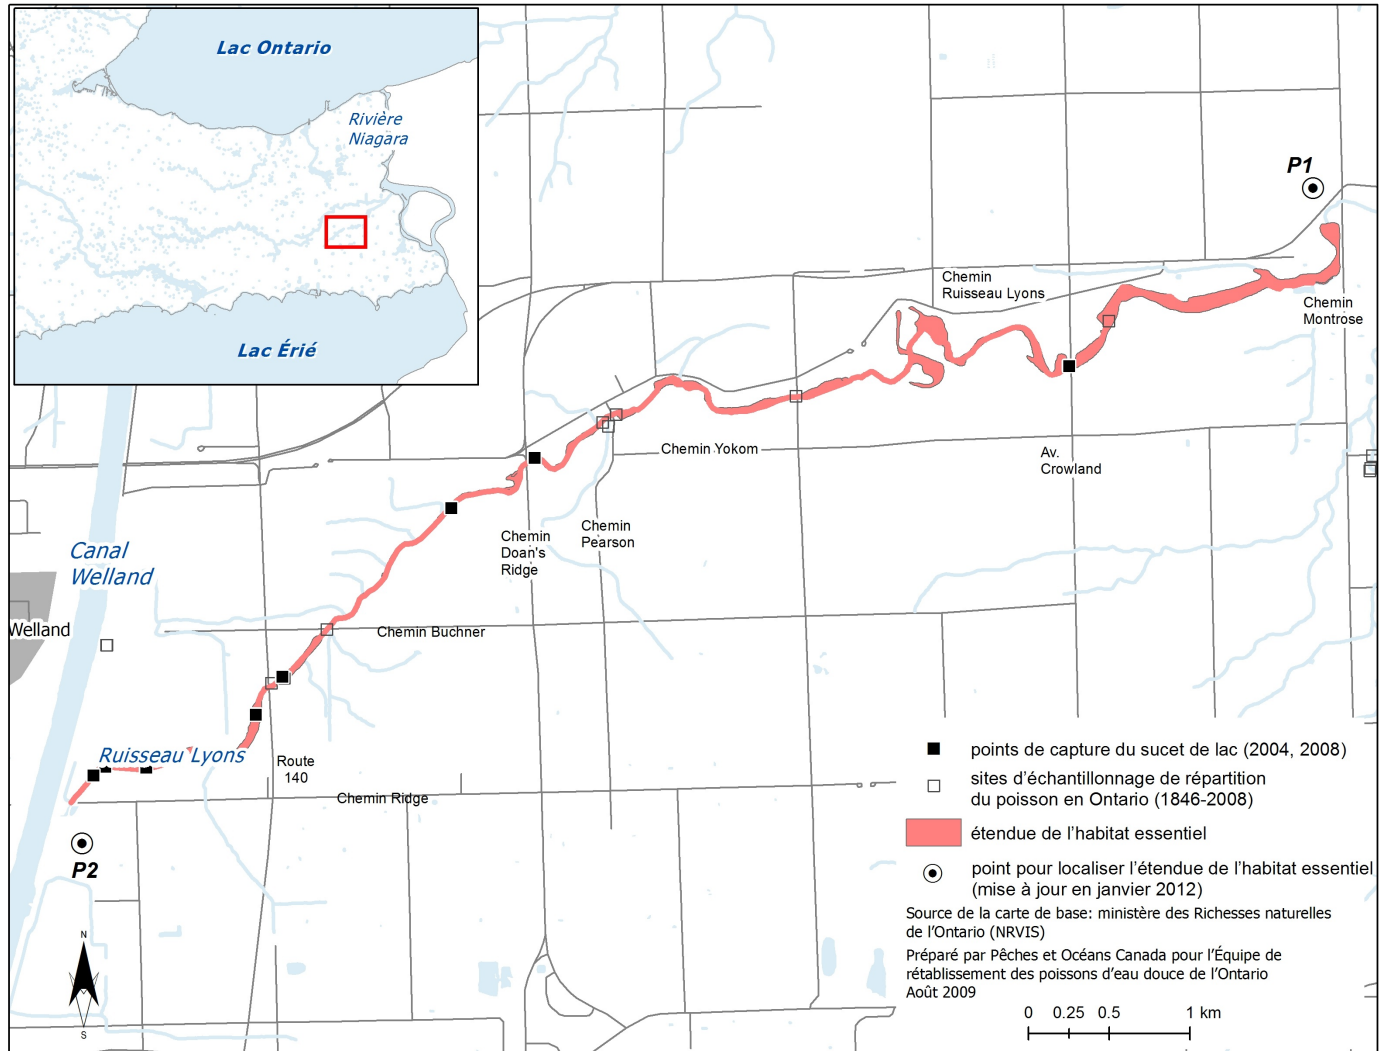 Lac Ontario
Rivière
Niagara
Lac Érié
P1
Chemin
Ruisseau Lyons
Chemin
Montrose
Chemin Yokom
Av.
Crowland
Chemin
Pearson
Chemin
Doan's
Ridge
Canal
Welland
Welland
Chemin Buchner
Ruisseau Lyons
Route
140
Chemin Ridge
P2
N
S
points de capture du sucet de lac (2004, 2008)
sites d'échantillonnage de répartition
du poisson en Ontario (1846-2008)
étendue de l'habitat essentiel
point pour localiser l'étendue de l'habitat essentiel
(mise à jour en janvier 2012)
Source de la carte de base: ministère des Richesses naturelles
de l'Ontario (NRVIS)
Préparé par Pêches et Océans Canada pour l'Équipe de
rétablissement des poissons d'eau douce de l'Ontario
Août 2009
0 0.25 0.5 1 km